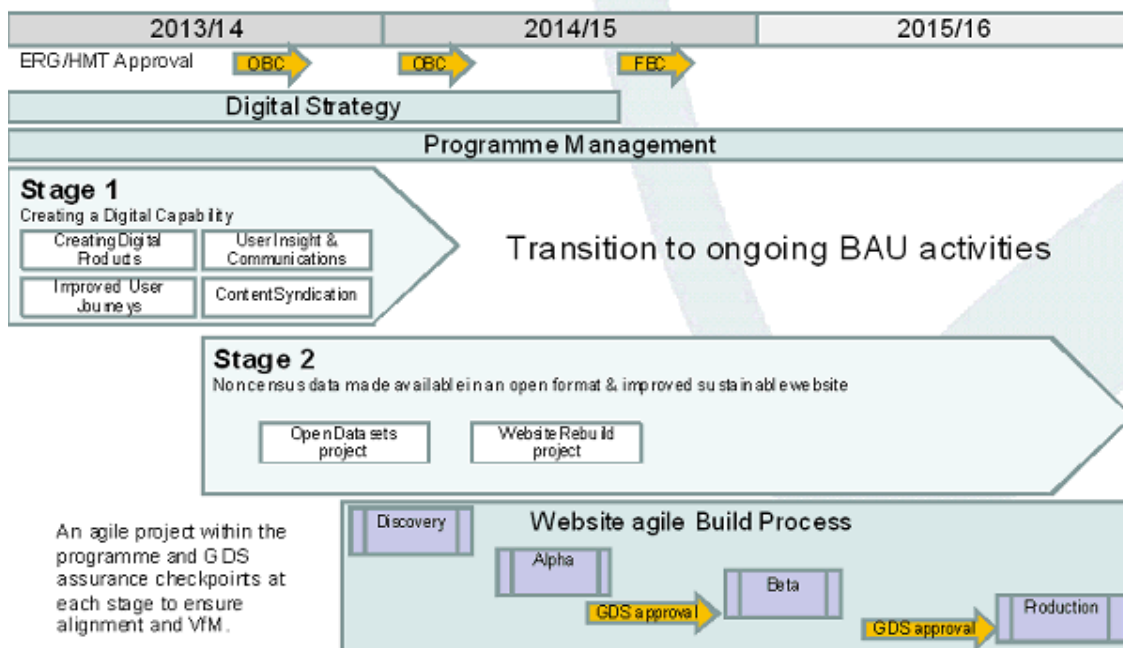 2013/14 2014/15 2015/16
ERG/HMT Approval OBC OBC FBC
Digital Strategy
Programme Management
Stage 1
Creating a Digital Capability
Creating Digital
Products
User Insight &
Communications
Improved User
Journeys
Content Syndication
Transition to ongoing BAU activities
Stage 2
Non census data made available in an open format & improved sustainable website
Open Data sets
project
Website Rebuild
project
An agile project within the
programme and GDS
assurance checkpoints at
each stage to ensure
alignment and VfM.
Website agile Build Process
Discovery
Alpha
GDS approval
Beta
GDS approval
Production